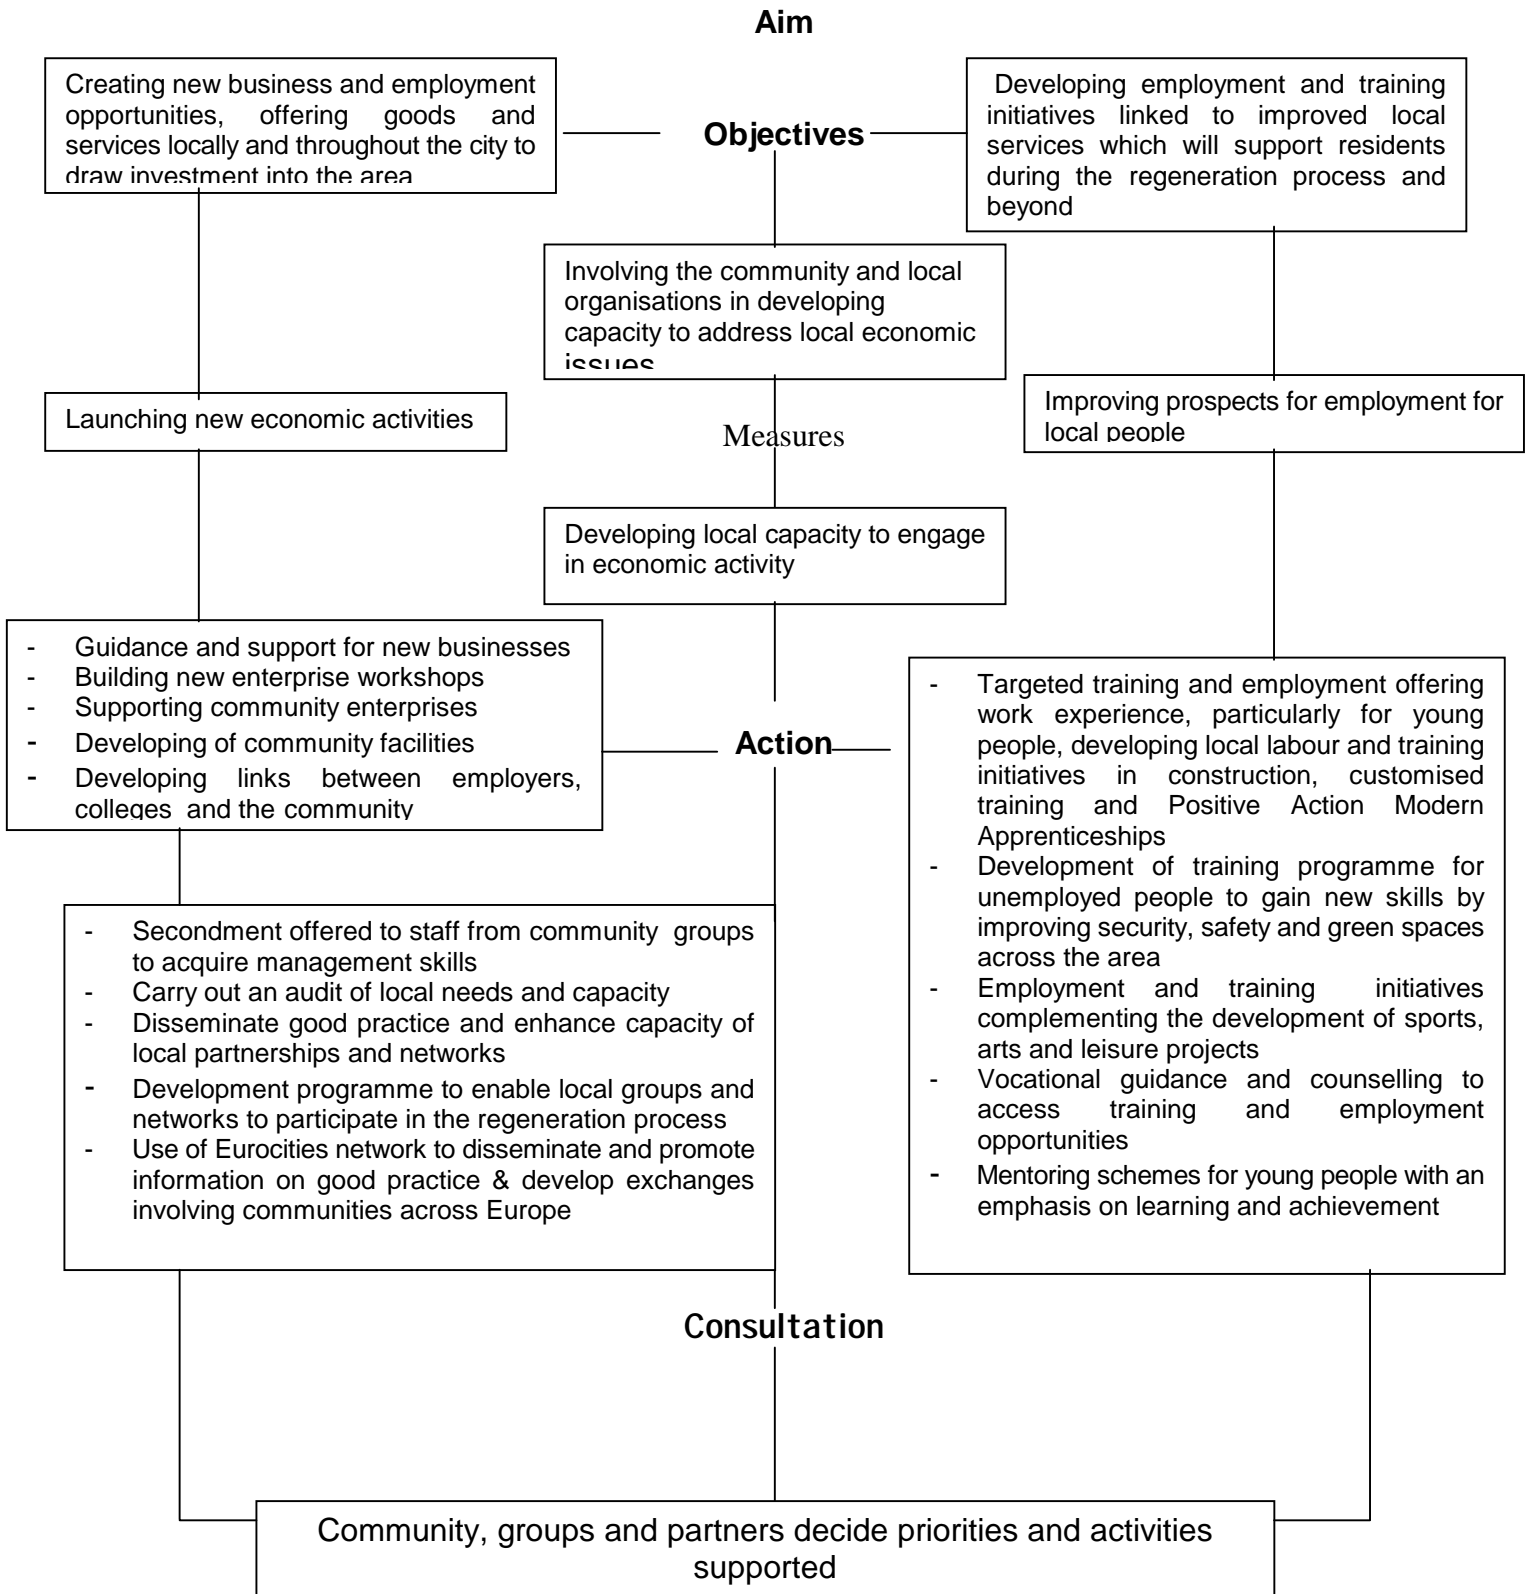 Aim
Creating new business and employment
opportunities, offering goods and
services locally and throughout the city to
draw investment into the area
Objectives
Developing employment and training
initiatives linked to improved local
services which will support residents
during the regeneration process and
beyond
Involving the community and local
organisations in developing
capacity to address local economic
issues
Launching new economic activities
Measures
Improving prospects for employment for
local people
Developing local capacity to engage
in economic activity
- Guidance and support for new businesses
- Building new enterprise workshops
- Supporting community enterprises
- Developing of community facilities
- Developing links between employers,
colleges and the community
Action
- Targeted training and employment offering
work experience, particularly for young
people, developing local labour and training
initiatives in construction, customised
training and Positive Action Modern
Apprenticeships
- Development of training programme for
unemployed people to gain new skills by
improving security, safety and green spaces
across the area
- Employment and training initiatives
complementing the development of sports,
arts and leisure projects
- Vocational guidance and counselling to
access training and employment
opportunities
- Mentoring schemes for young people with an
emphasis on learning and achievement
- Secondment offered to staff from community groups
to acquire management skills
- Carry out an audit of local needs and capacity
- Disseminate good practice and enhance capacity of
local partnerships and networks
- Development programme to enable local groups and
networks to participate in the regeneration process
- Use of Eurocities network to disseminate and promote
information on good practice & develop exchanges
involving communities across Europe
Consultation
Community, groups and partners decide priorities and activities
supported